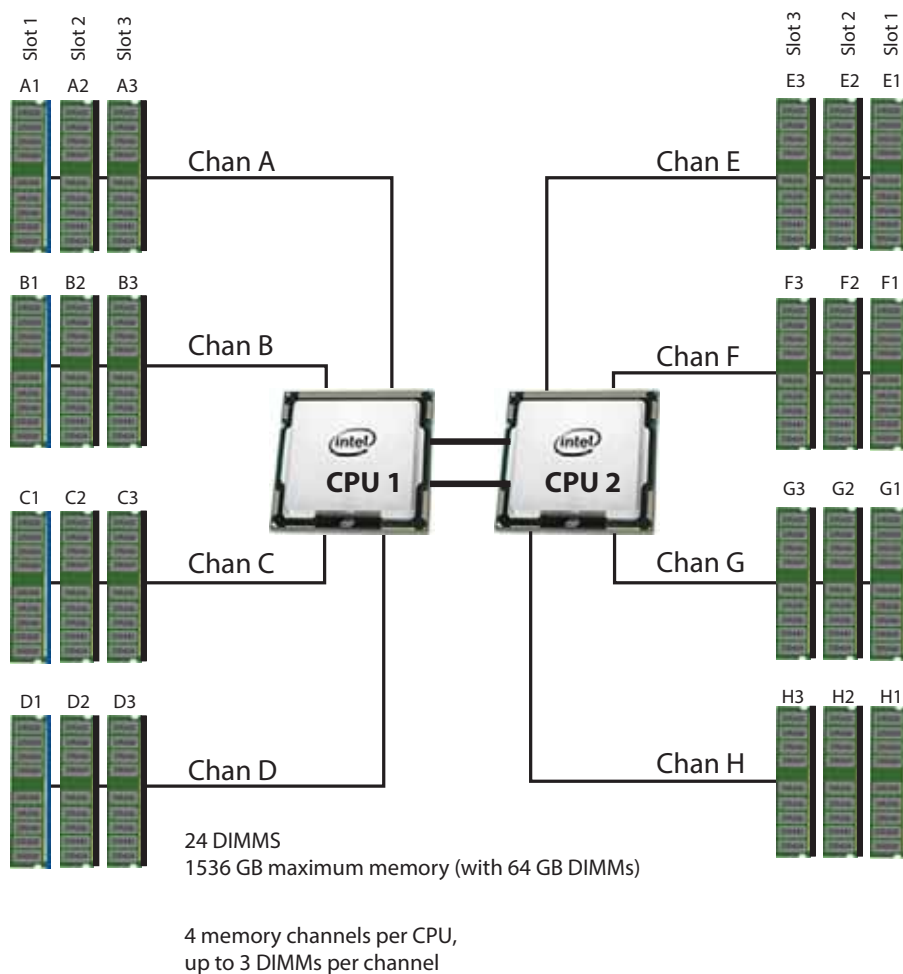 Slot 1 Slot 2 Slot 3
Slot 3 Slot 2 Slot 1
A1 A2 A3
E3 E2 E1
Chan A
Chan E
B1 B2 B3
F3 F2 F1
Chan B
Chan F
intel
CPU 1
intel
CPU 2
C1 C2 C3
G3 G2 G1
Chan C
Chan G
D1 D2 D3
H3 H2 H1
Chan D
Chan H
24 DIMMS
1536 GB maximum memory (with 64 GB DIMMs)
4 memory channels per CPU,
up to 3 DIMMs per channel